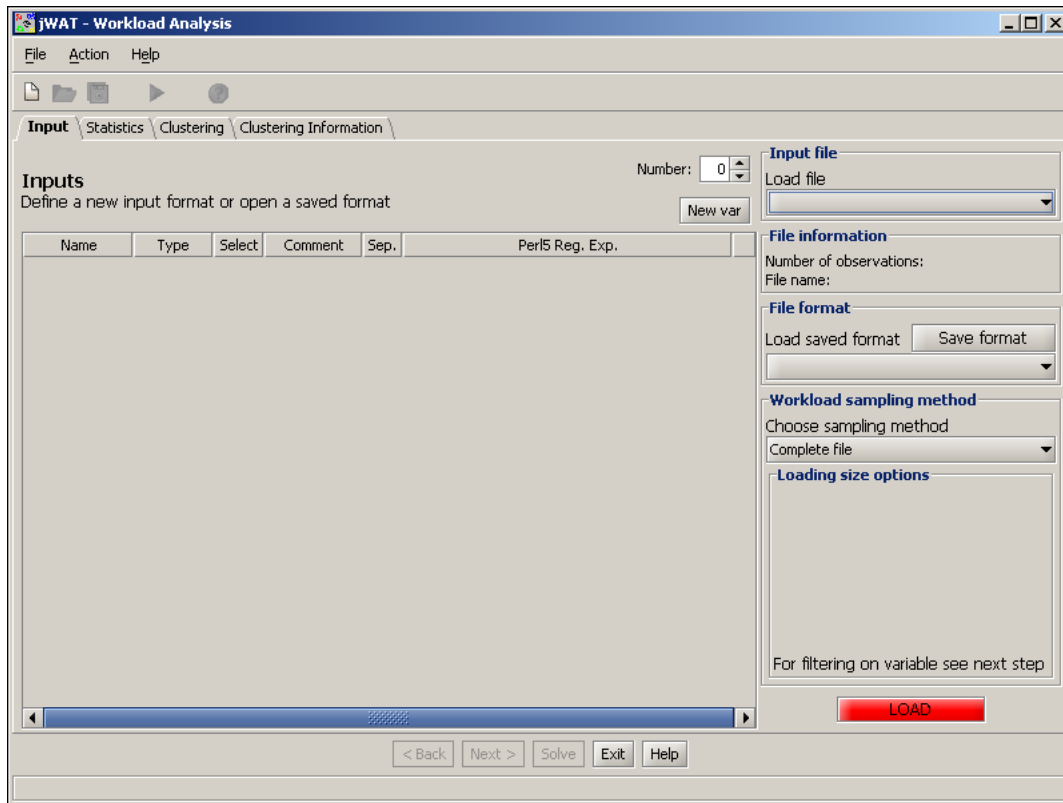 jWAT - Workload Analysis
File Action Help
Input Statistics Clustering Clustering Information
Number: 0
Inputs
Define a new input format or open a saved format
New var
Name Type Select Comment Sep. Perl5 Reg. Exp.
Input file
Load file
File information
Number of observations:
File name:
File format
Load saved format Save format
Workload sampling method
Choose sampling method
Complete file
Loading size options
For filtering on variable see next step
LOAD
< Back Next > Solve Exit Help